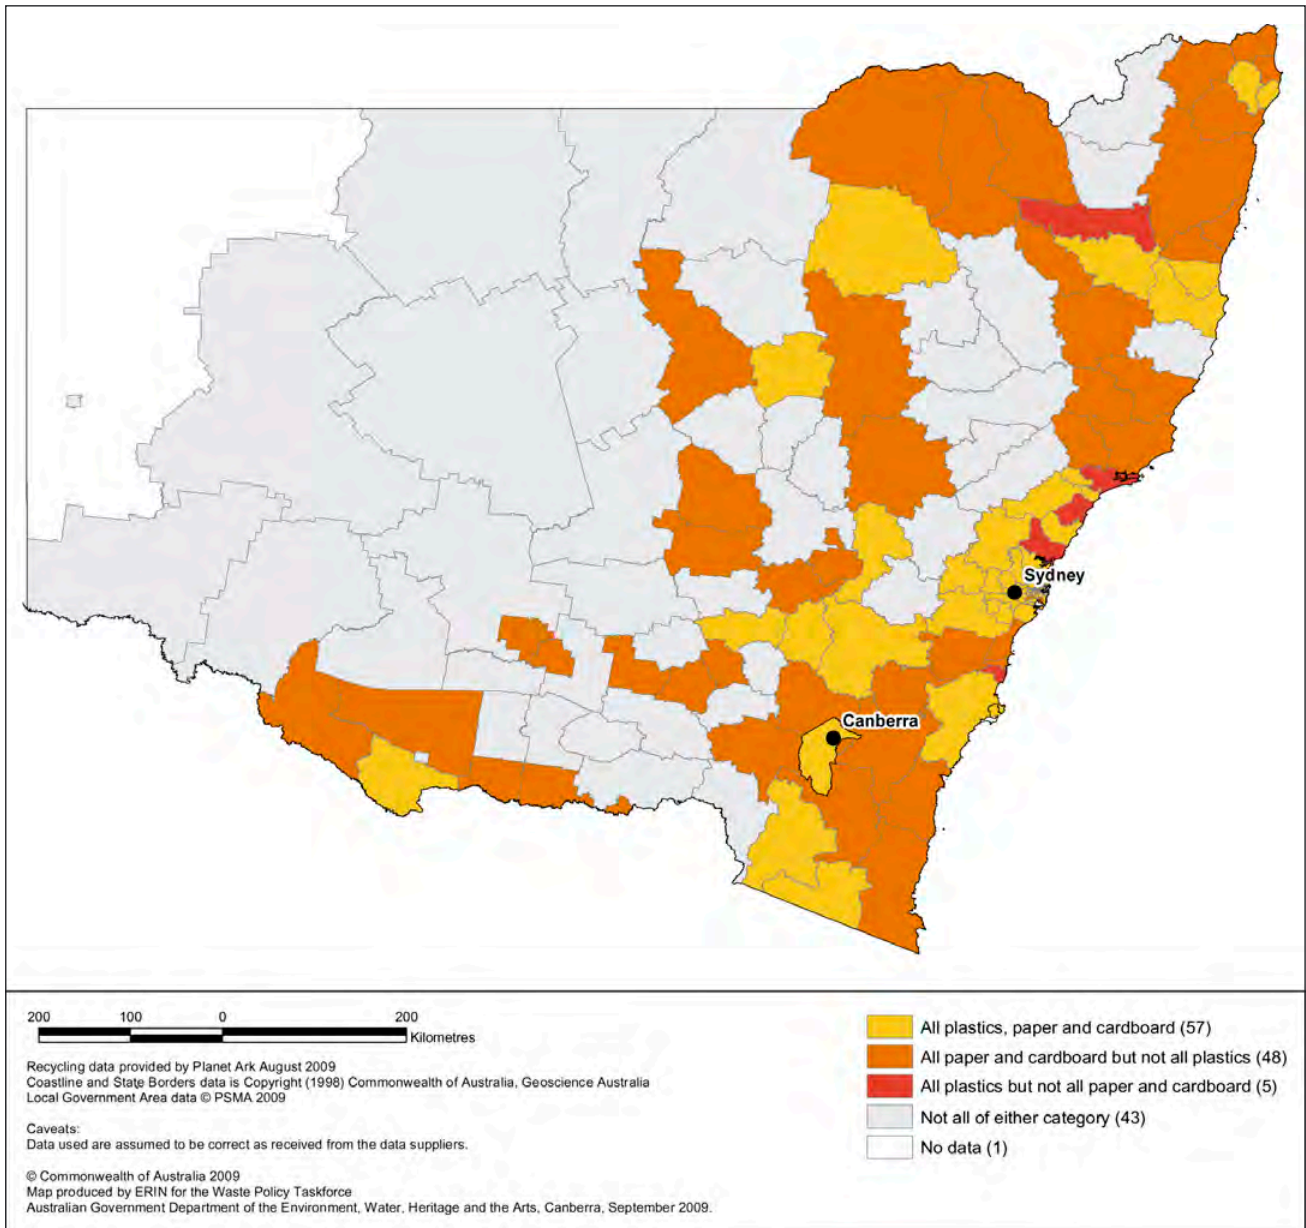 Sydney
Canberra
200 100 0 200
Kilometres
Recycling data provided by Planet Ark August 2009
Coastline and State Borders data is Copyright (1998) Commonwealth of Australia, Geoscience Australia
Local Government Area data © PSMA 2009
Caveats:
Data used are assumed to be correct as received from the data suppliers.
© Commonwealth of Australia 2009
Map produced by ERIN for the Waste Policy Taskforce
Australian Government Department of the Environment, Water, Heritage and the Arts, Canberra, September 2009.
All plastics, paper and cardboard (57)
All paper and cardboard but not all plastics (48)
All plastics but not all paper and cardboard (5)
Not all of either category (43)
No data (1)